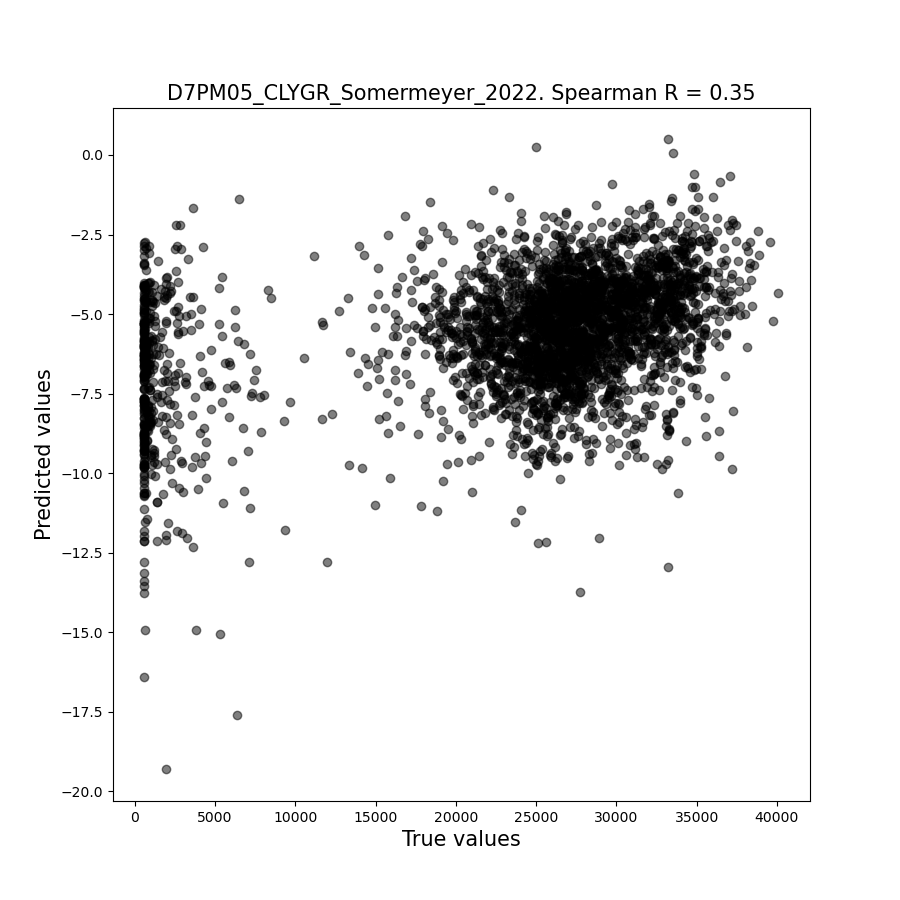 D7PM05_CLYGR_Somermeyer_2022. Spearman R = 0.35
0.0
−2.5
−5.0
−7.5
−10.0
−12.5
−15.0
−17.5
−20.0
Predicted values
0 5000 10000 15000 20000 25000 30000 35000 40000
True values